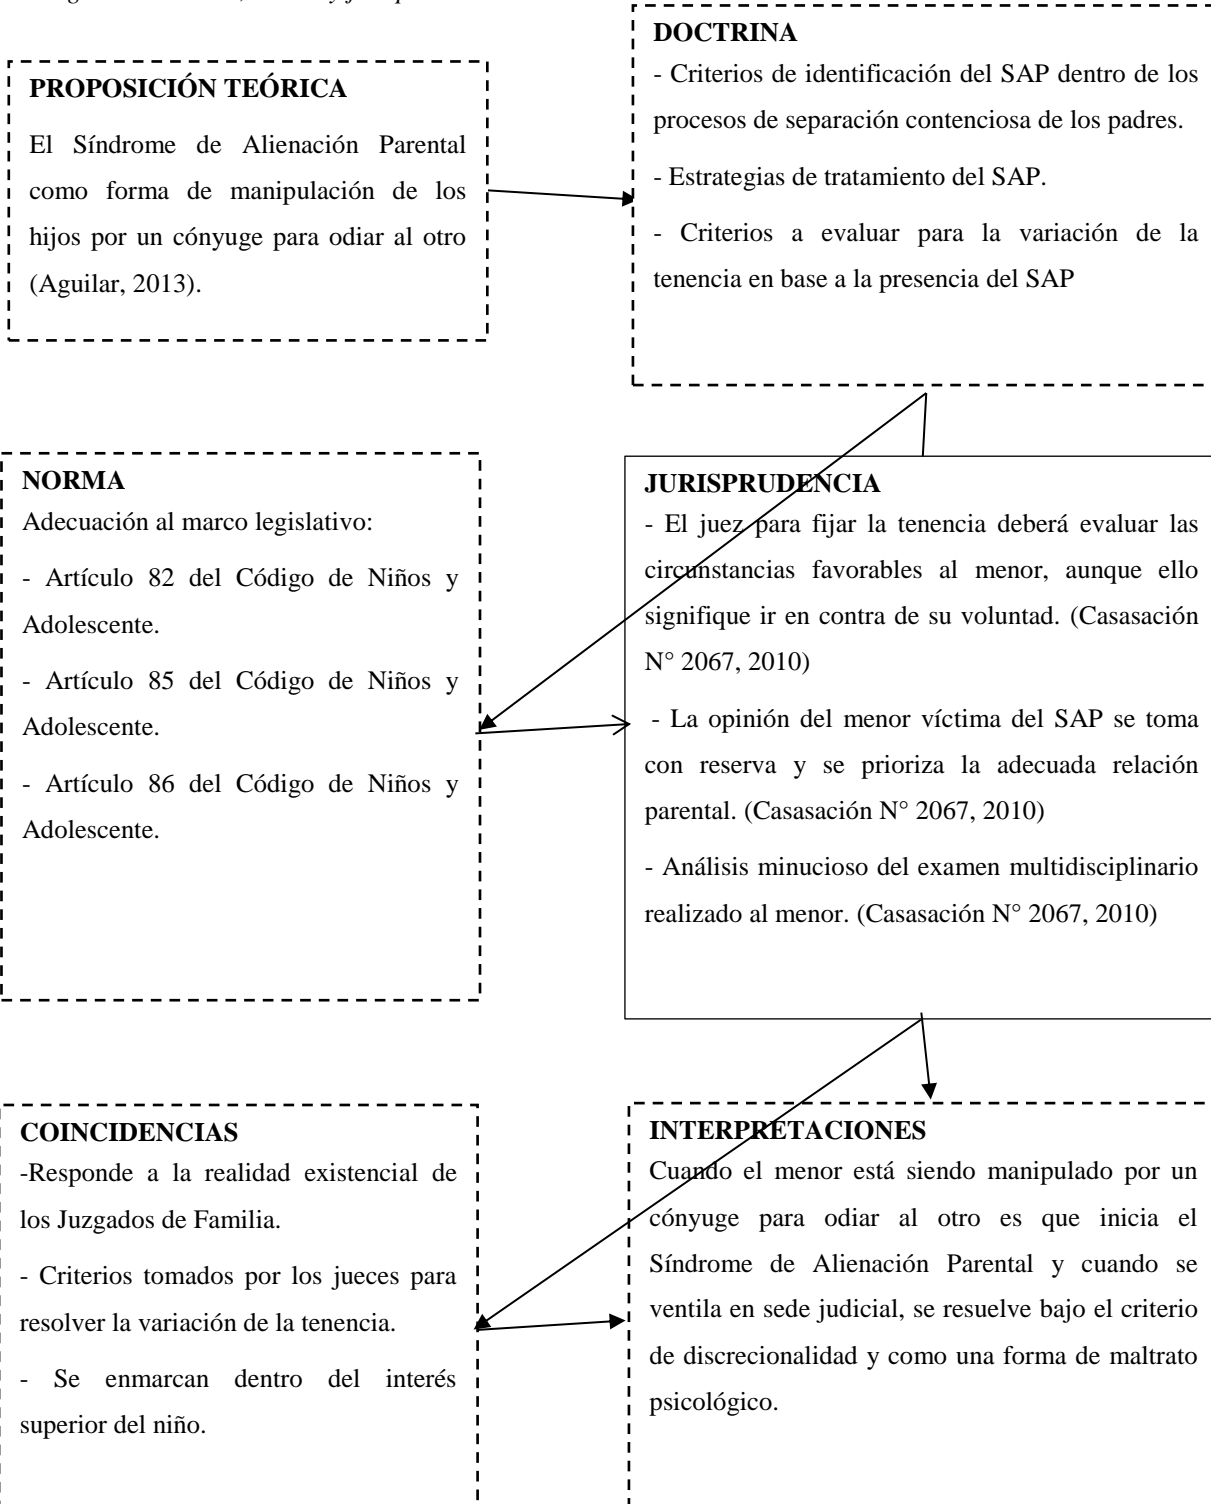 DOCTRINA
- Criterios de identificación del SAP dentro de los
procesos de separación contenciosa de los padres.
- Estrategias de tratamiento del SAP.
- Criterios a evaluar para la variación de la
tenencia en base a la presencia del SAP
PROPOSICIÓN TEÓRICA
El Síndrome de Alienación Parental
como forma de manipulación de los
hijos por un cónyuge para odiar al otro
(Aguilar, 2013).
NORMA
Adecuación al marco legislativo:
- Artículo 82 del Código de Niños y
Adolescente.
- Artículo 85 del Código de Niños y
Adolescente.
- Artículo 86 del Código de Niños y
Adolescente.
JURISPRUDENCIA
- El juez para fijar la tenencia deberá evaluar las
circunstancias favorables al menor, aunque ello
signifique ir en contra de su voluntad. (Casasación
N° 2067, 2010)
- La opinión del menor víctima del SAP se toma
con reserva y se prioriza la adecuada relación
parental. (Casasación N° 2067, 2010)
- Análisis minucioso del examen multidisciplinario
realizado al menor. (Casasación N° 2067, 2010)
COINCIDENCIAS
-Responde a la realidad existencial de
los Juzgados de Familia.
- Criterios tomados por los jueces para
resolver la variación de la tenencia.
- Se enmarcan dentro del interés
superior del niño.
INTERPRETACIONES
Cuando el menor está siendo manipulado por un
cónyuge para odiar al otro es que inicia el
Síndrome de Alienación Parental y cuando se
ventila en sede judicial, se resuelve bajo el criterio
de discrecionalidad y como una forma de maltrato
psicológico.